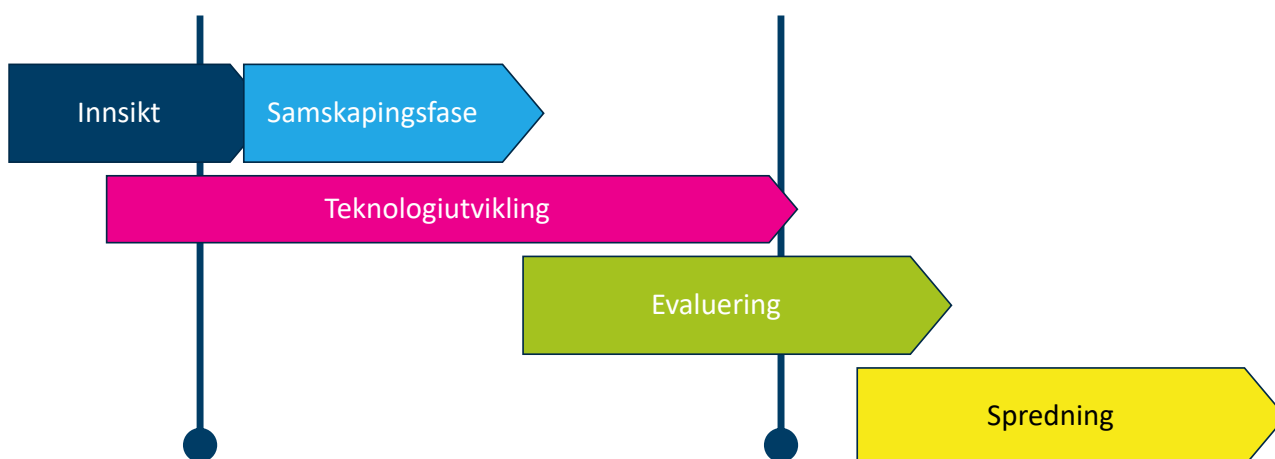 Innsikt
Samskapingsfase
Teknologiutvikling
Evaluering
Spredning